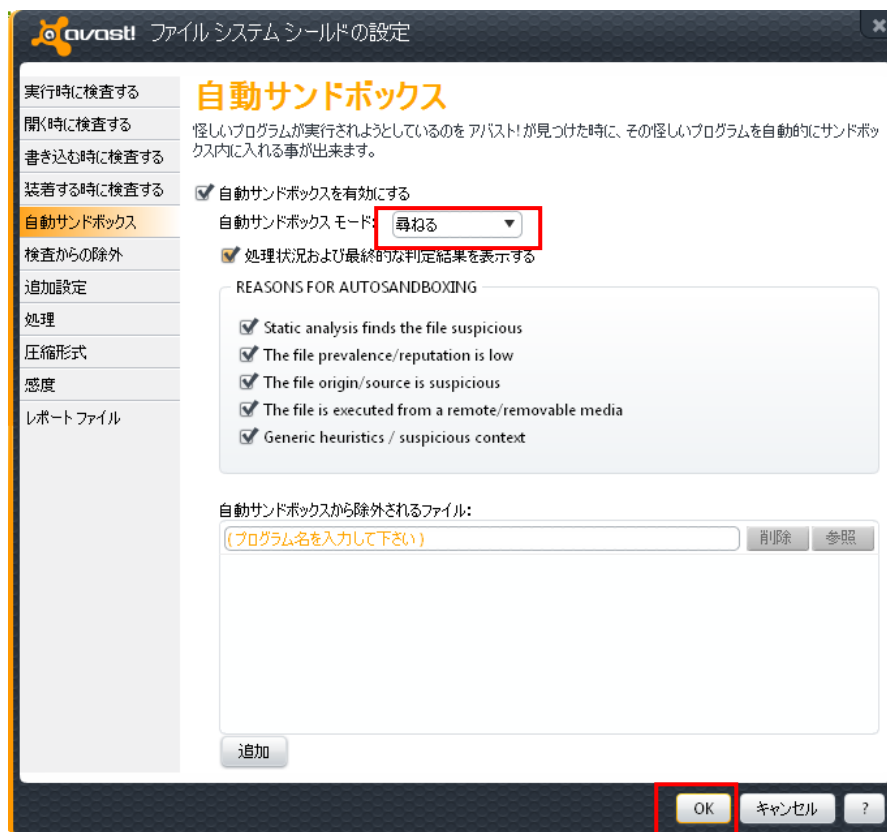 avast! ファイル システム シールドの設定
実行時に検査する
開く時に検査する
書き込む時に検査する
装着する時に検査する
自動サンドボックス
検査からの除外
追加設定
処理
圧縮形式
感度
レポート ファイル
自動サンドボックス
怪しいプログラムが実行されようとしているのを アバスト! が見つけた時に、その怪しいプログラムを自動的にサンドボッ
クス内に入れる事が出来ます。
自動サンドボックスを有効にする
自動サンドボックス モード: 尋ねる
処理状況および最終的な判定結果を表示する
REASONS FOR AUTOSANDBOXING
Static analysis finds the file suspicious
The file prevalence/reputation is low
The file origin/source is suspicious
The file is executed from a remote/removable media
Generic heuristics / suspicious context
自動サンドボックスから除外されるファイル:
(プログラム名を入力して下さい) 削除 参照
追加
OK キャンセル ?